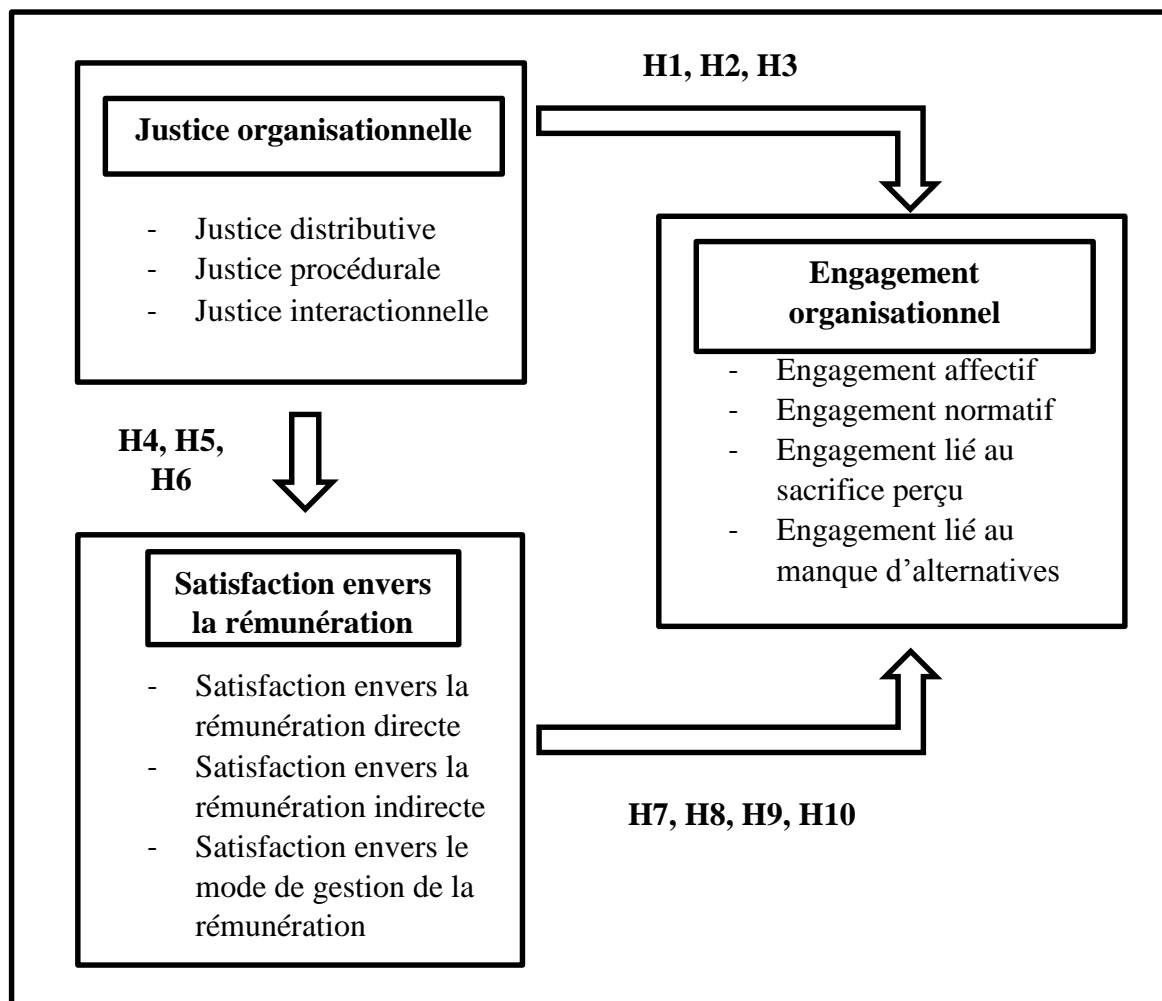 H1, H2, H3
Justice organisationnelle
- Justice distributive
- Justice procédurale
- Justice interactionnelle
Engagement
organisationnel
- Engagement affectif
- Engagement normatif
- Engagement lié au
sacrifice perçu
- Engagement lié au
manque d’alternatives
H4, H5,
H6
Satisfaction envers
la rémunération
- Satisfaction envers la
rémunération directe
- Satisfaction envers la
rémunération indirecte
- Satisfaction envers le
mode de gestion de la
rémunération
H7, H8, H9, H10